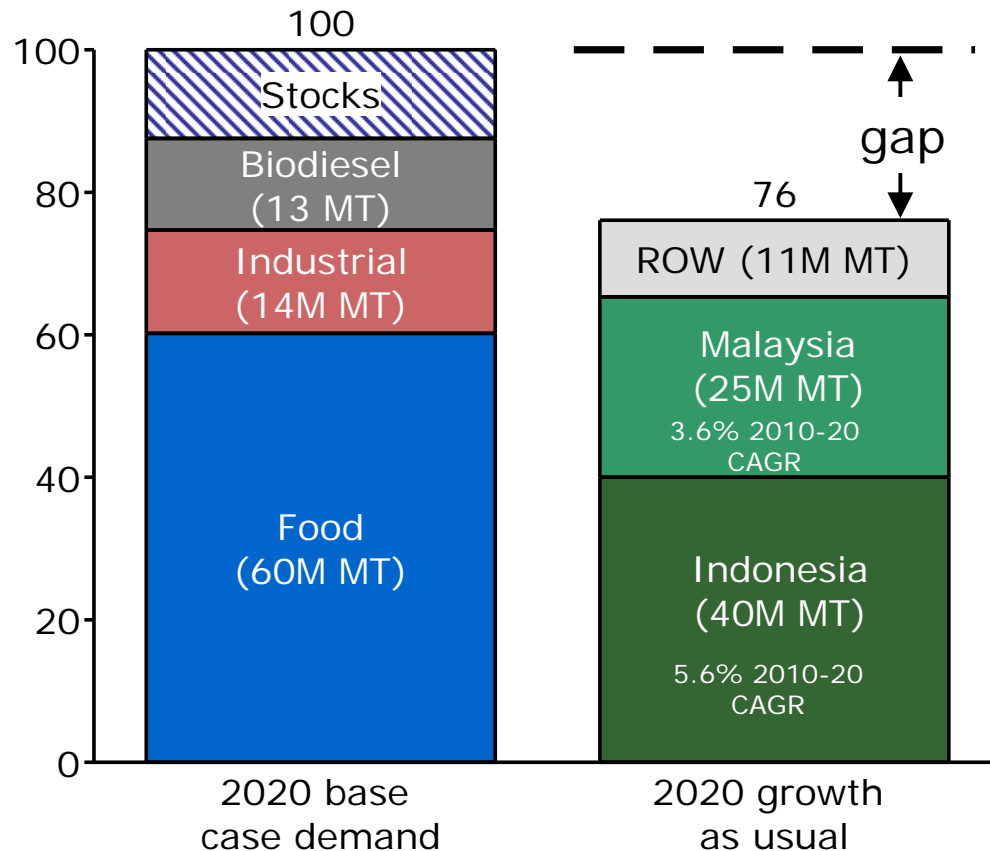 100
100
Stocks
gap
Biodiesel
(13 MT)
80
76
Industrial
(14M MT)
ROW (11M MT)
60
Malaysia
(25M MT)
3.6% 2010-20
CAGR
40
Food
(60M MT)
Indonesia
(40M MT)
20
5.6% 2010-20
CAGR
0
2020 base
case demand
2020 growth
as usual